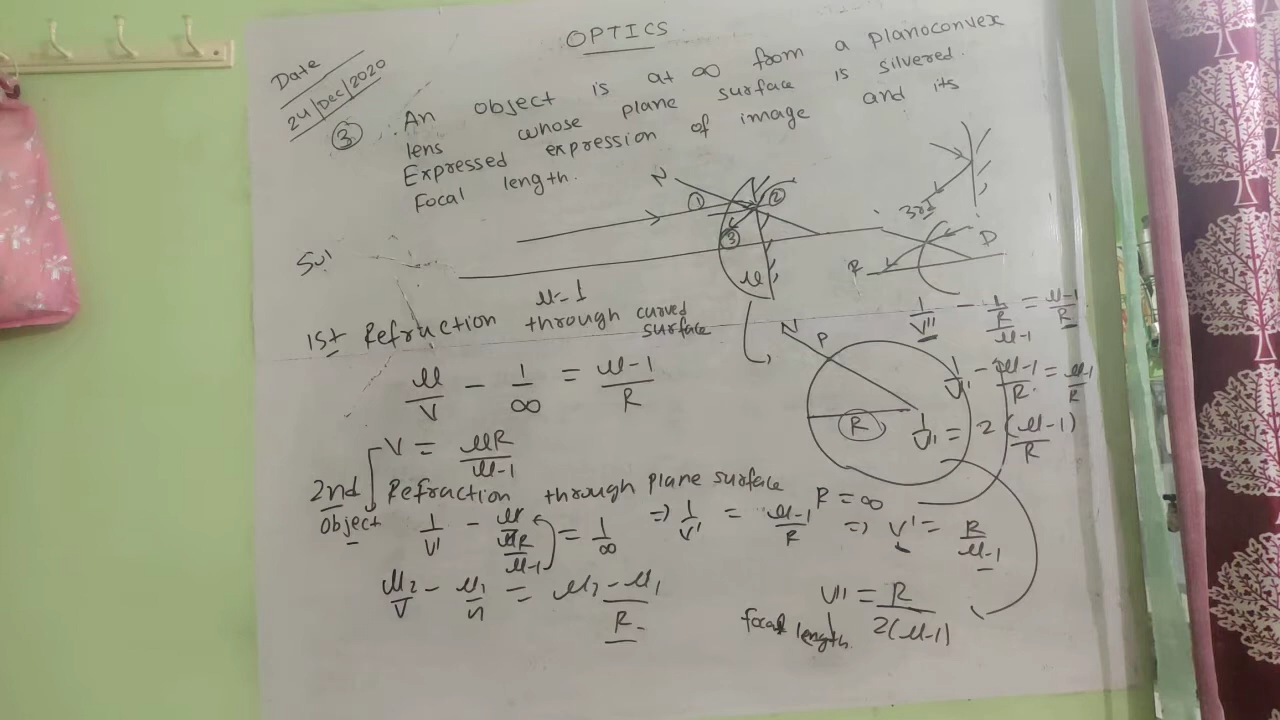 OPTICS
Date
24/Dec/2020
③ An object is at ∞ from a planoconvex
lens whose plane surface is silvered.
Expressed expression of image and its
Focal length.
Sol
N ① ② ③ μ
μ=1
3rd
P
1st Refruction through curved
surface
μ/V - 1/∞ = μ-1/R
V = μR/μ-1
N P R
1/V'' - 1/(R/μ-1) = μ-1/R
1/V'' - μ-1/R = μ-1/R
1/V'' = 2 (μ-1)/R
2nd Refraction through plane surface R = ∞
object
1/V' - μ/(μR/μ-1) = 1/∞ => 1/V' = μ-1/R => V' = R/μ-1
μ2/V - μ1/u = μ2-μ1/R
V'' = R/2(μ-1)
focal length